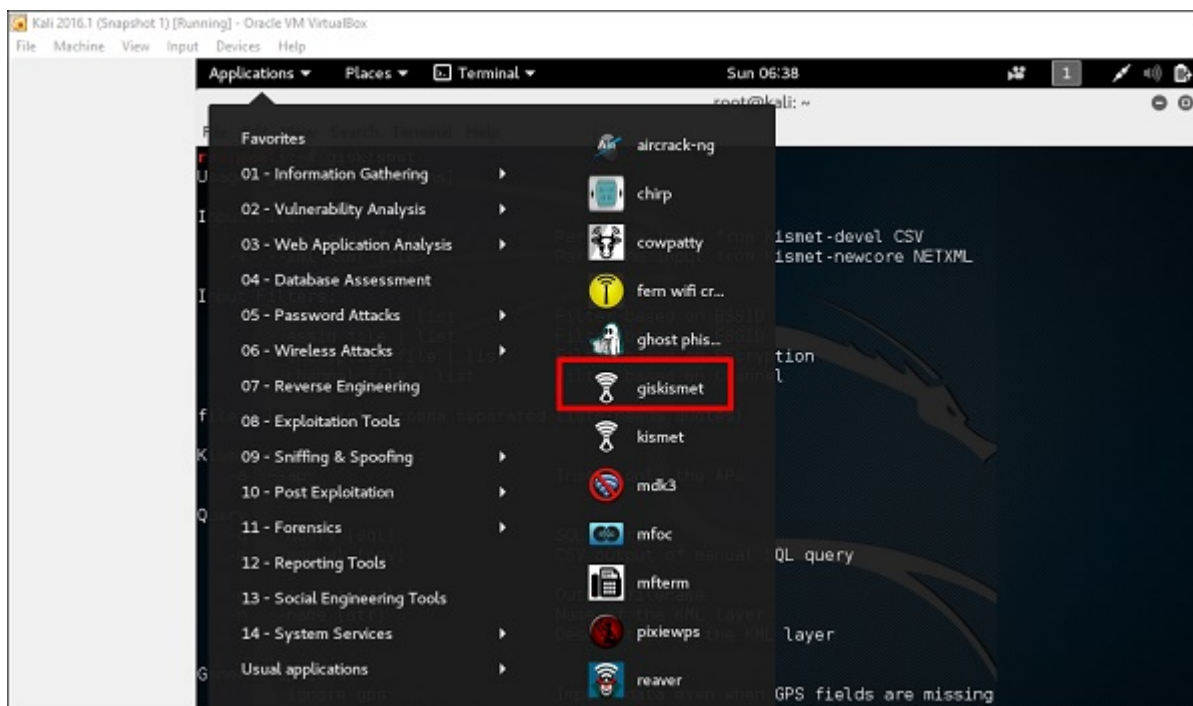 Kali 2016.1 (Snapshot 1) [Running] - Oracle VM VirtualBox
File Machine View Input Devices Help
Applications Places Terminal Sun 06:38 1
root@kali: ~
Favorites
01 - Information Gathering
02 - Vulnerability Analysis
03 - Web Application Analysis
04 - Database Assessment
05 - Password Attacks
06 - Wireless Attacks
07 - Reverse Engineering
08 - Exploitation Tools
09 - Sniffing & Spoofing
10 - Post Exploitation
11 - Forensics
12 - Reporting Tools
13 - Social Engineering Tools
14 - System Services
Usual applications
aircrack-ng
chirp
cowpatty
fern wifi cr...
ghost phis...
giskismet
kismet
mdk3
mfoc
mfterm
pixiewps
reaver
ismet-devel CSV
ismet-newcore NETXML
tion
QL query
layer
GPS fields are missing